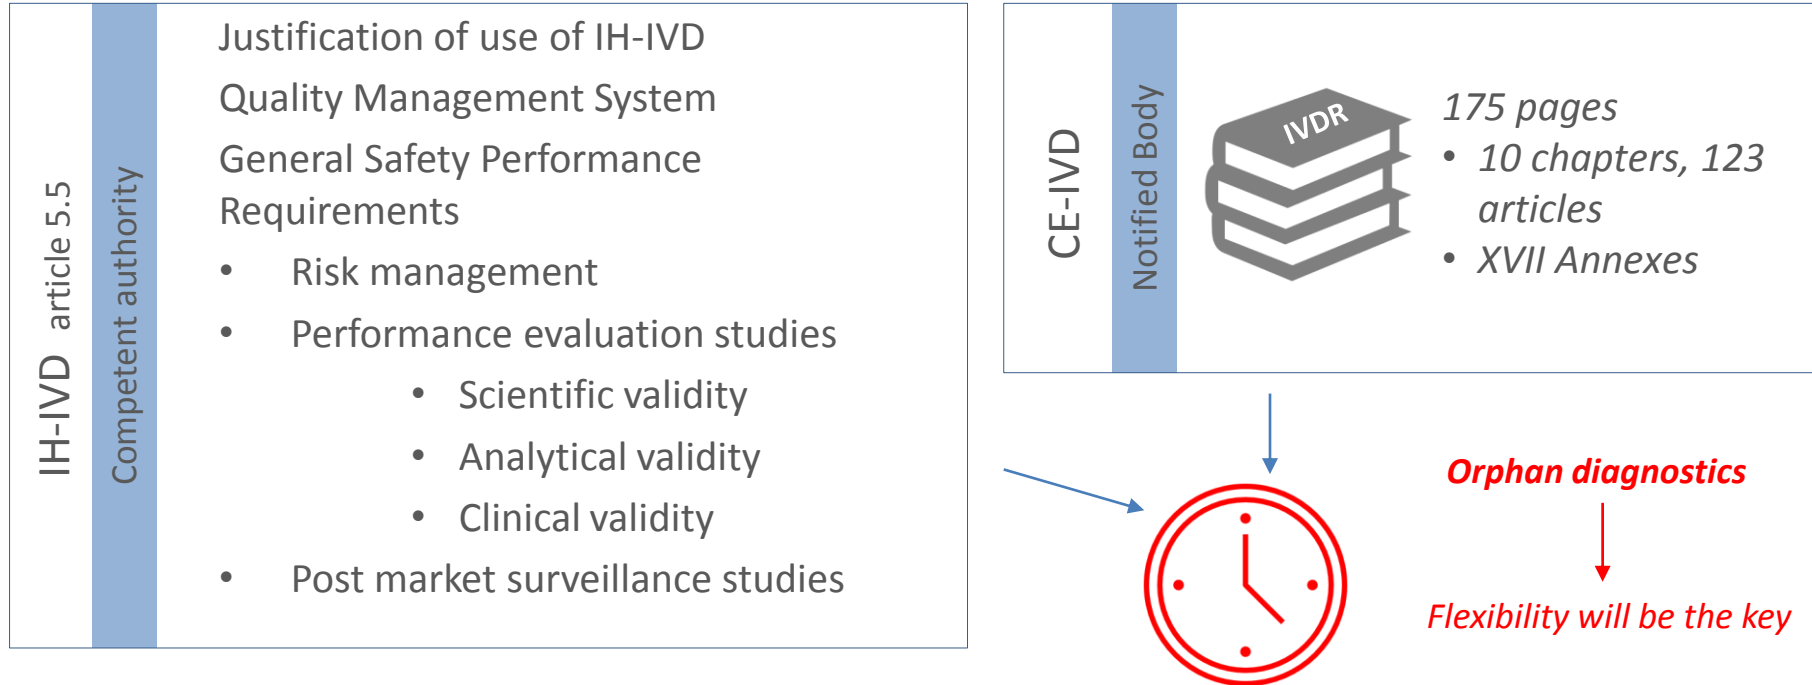 IH-IVD article 5.5
Competent authority
Justification of use of IH-IVD
Quality Management System
General Safety Performance
Requirements
• Risk management
• Performance evaluation studies
• Scientific validity
• Analytical validity
• Clinical validity
• Post market surveillance studies
CE-IVD
Notified Body
IVDR
175 pages
• 10 chapters, 123
articles
• XVII Annexes
Orphan diagnostics
Flexibility will be the key